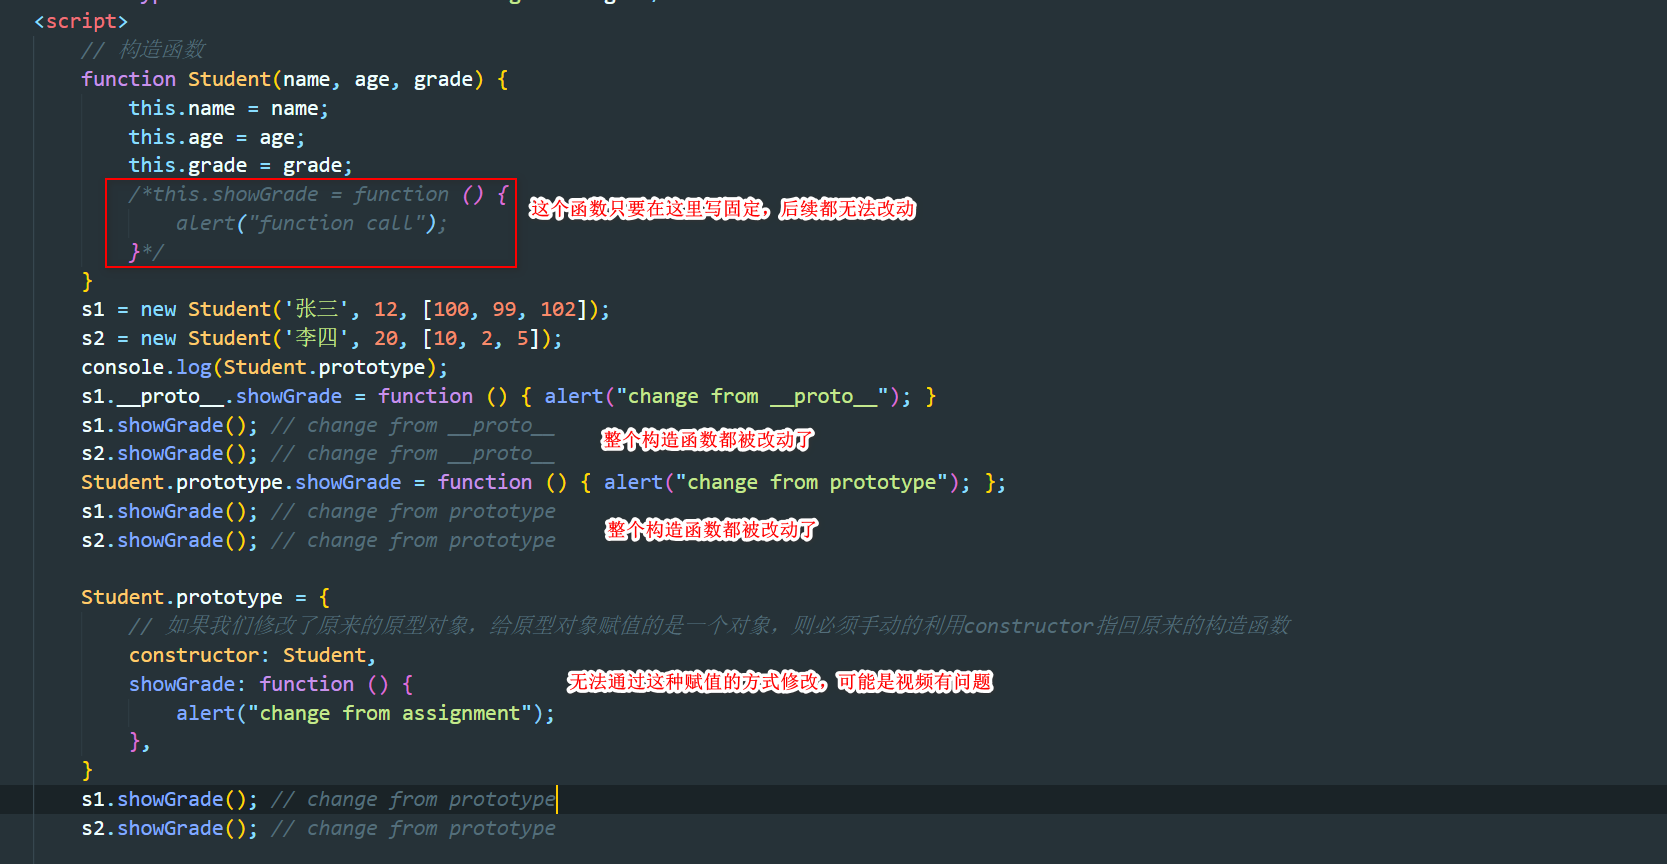 <script>
// 构造函数
function Student(name, age, grade) {
this.name = name;
this.age = age;
this.grade = grade;
/*this.showGrade = function () {
这个函数只要在这里写固定，后续都无法改动
alert("function call");
}*/
}
s1 = new Student('张三', 12, [100, 99, 102]);
s2 = new Student('李四', 20, [10, 2, 5]);
console.log(Student.prototype);
s1.__proto__.showGrade = function () { alert("change from __proto__"); }
s1.showGrade(); // change from __proto__
整个构造函数都被改动了
s2.showGrade(); // change from __proto__
Student.prototype.showGrade = function () { alert("change from prototype"); };
s1.showGrade(); // change from prototype
整个构造函数都被改动了
s2.showGrade(); // change from prototype
Student.prototype = {
// 如果我们修改了原来的原型对象，给原型对象赋值的是一个对象，则必须手动的利用constructor指回原来的构造函数
constructor: Student,
showGrade: function () {
无法通过这种赋值的方式修改，可能是视频有问题
alert("change from assignment");
},
}
s1.showGrade(); // change from prototype
s2.showGrade(); // change from prototype